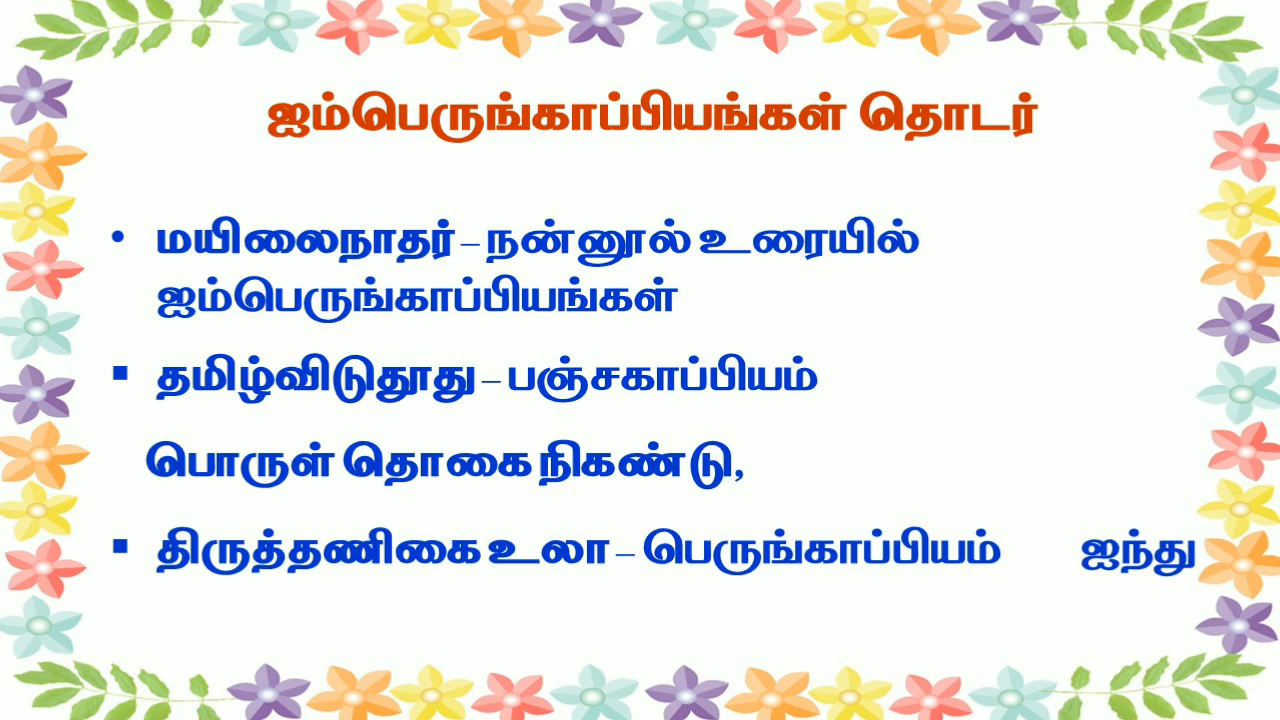 ஐம்பெருங்காப்பியங்கள் தொடர்
• மயிலைநாதர் – நன்னூல் உரையில்
ஐம்பெருங்காப்பியங்கள்
▪ தமிழ்விடுதூது – பஞ்சகாப்பியம்
பொருள் தொகை நிகண்டு,
▪ திருத்தணிகை உலா – பெருங்காப்பியம் ஐந்து